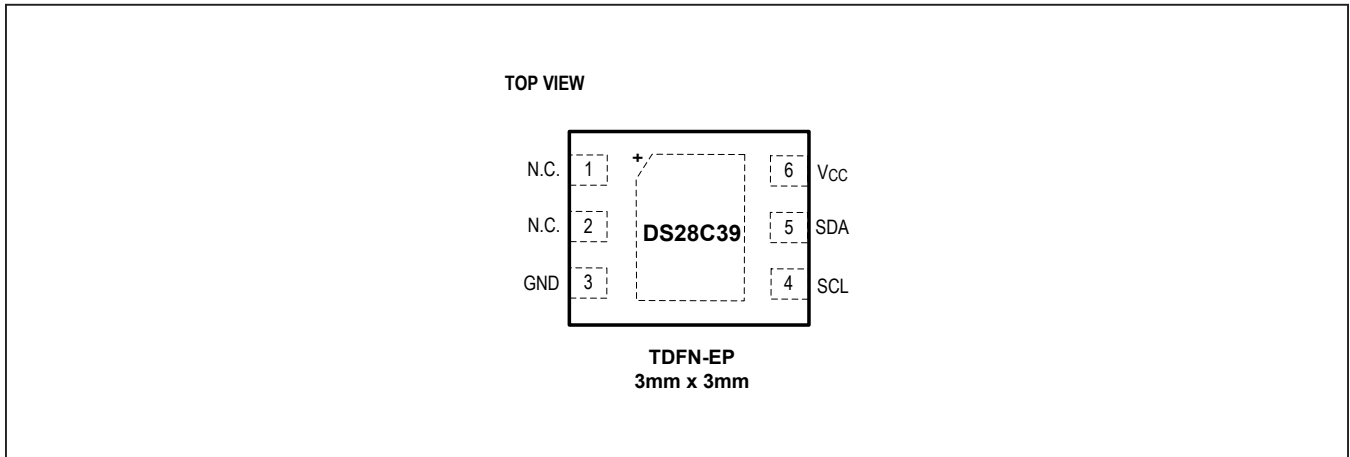 TOP VIEW
N.C. 1 + 6 VCC
N.C. 2 DS28C39 5 SDA
GND 3 4 SCL
TDFN-EP
3mm x 3mm